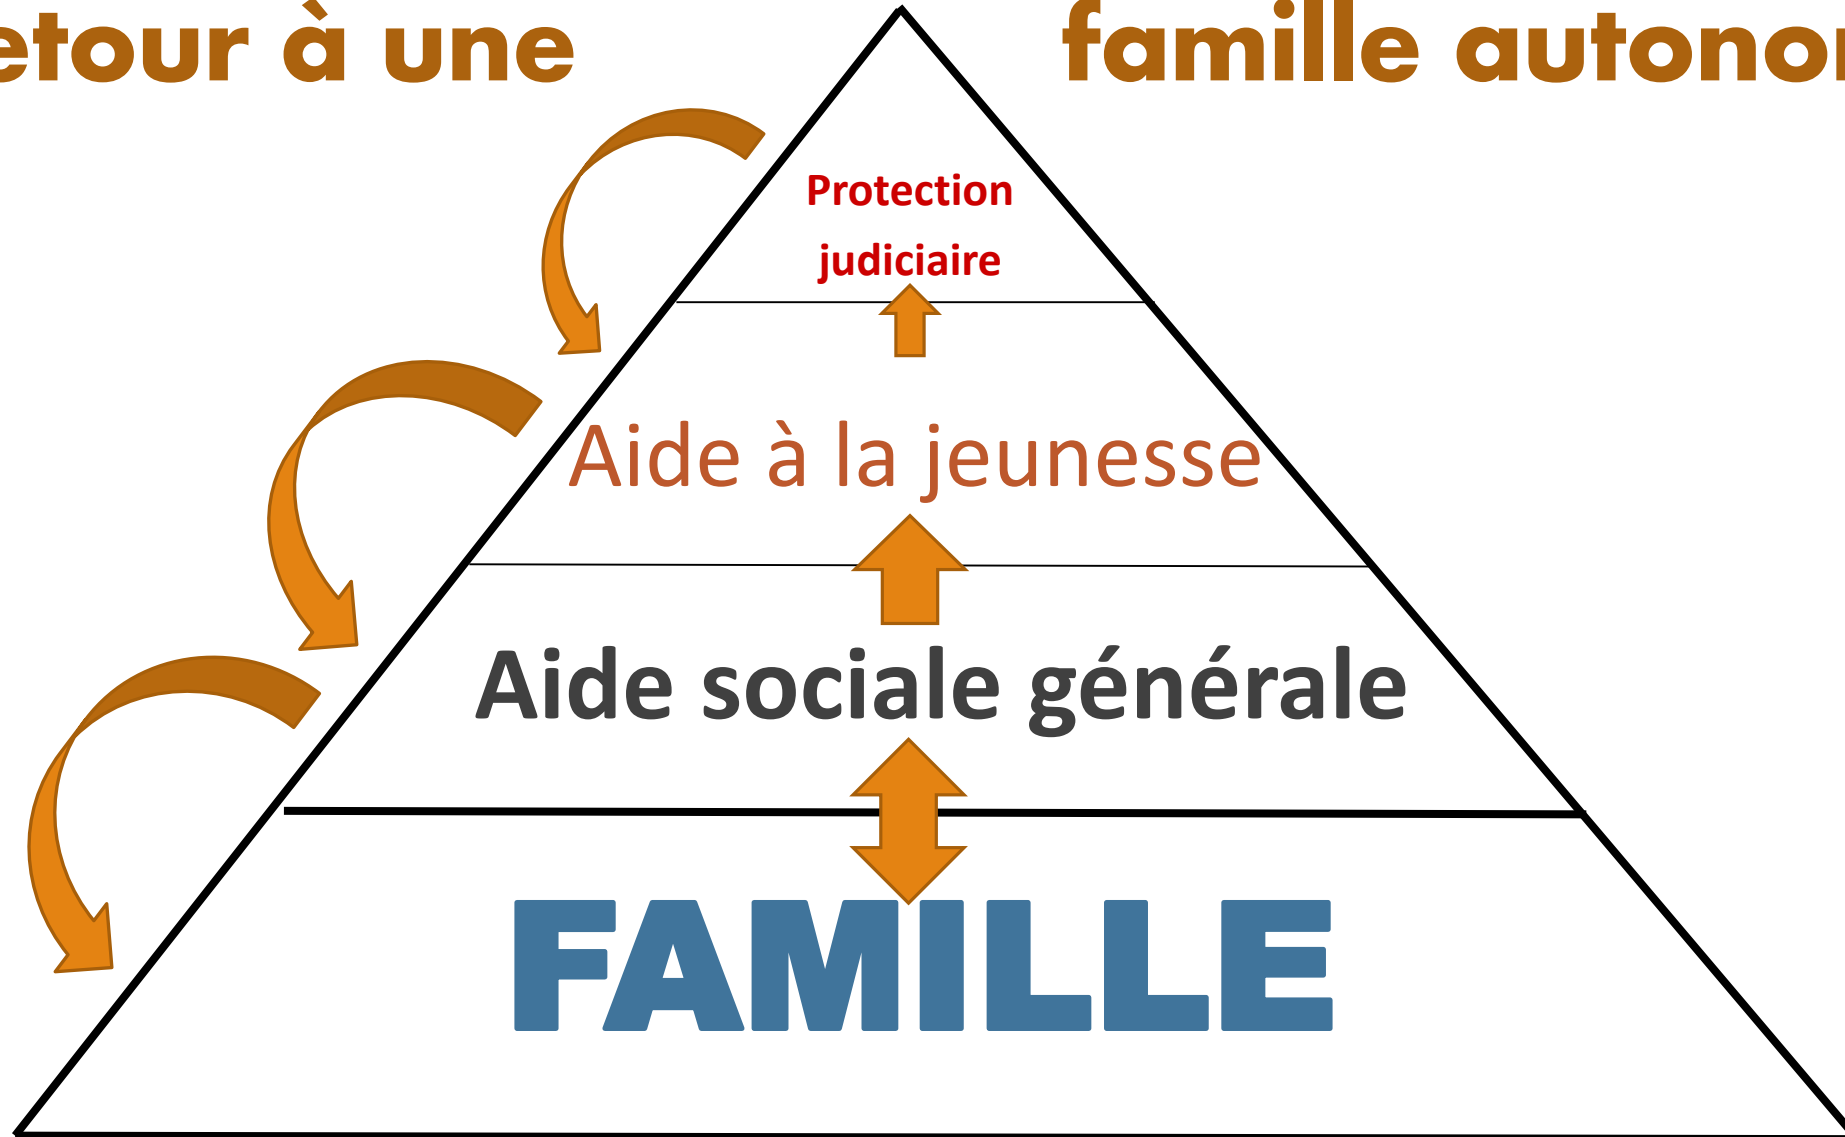 etour à une famille autono
Protection
judiciaire
Aide à la jeunesse
Aide sociale générale
FAMILLE